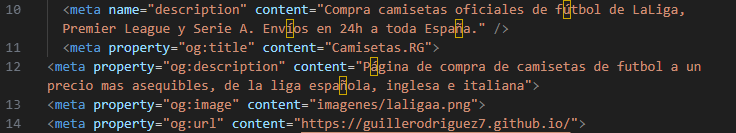 10 <meta name="description" content="Compra camisetas oficiales de fútbol de LaLiga,
Premier League y Serie A. Envíos en 24h a toda España." />
11 <meta property="og:title" content="Camisetas.RG">
12 <meta property="og:description" content="Página de compra de camisetas de futbol a un
precio mas asequibles, de la liga española, inglesa e italiana">
13 <meta property="og:image" content="imagenes/laligaa.png">
14 <meta property="og:url" content="https://guillerodriguez7.github.io/">